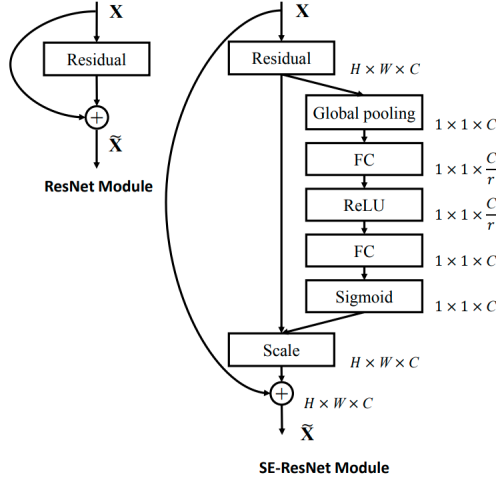 X
Residual
+
X̃
ResNet Module
X
Residual
H × W × C
Global pooling
1 × 1 × C
FC
1 × 1 × C/r
ReLU
1 × 1 × C/r
FC
1 × 1 × C
Sigmoid
1 × 1 × C
Scale
H × W × C
+
H × W × C
X̃
SE-ResNet Module